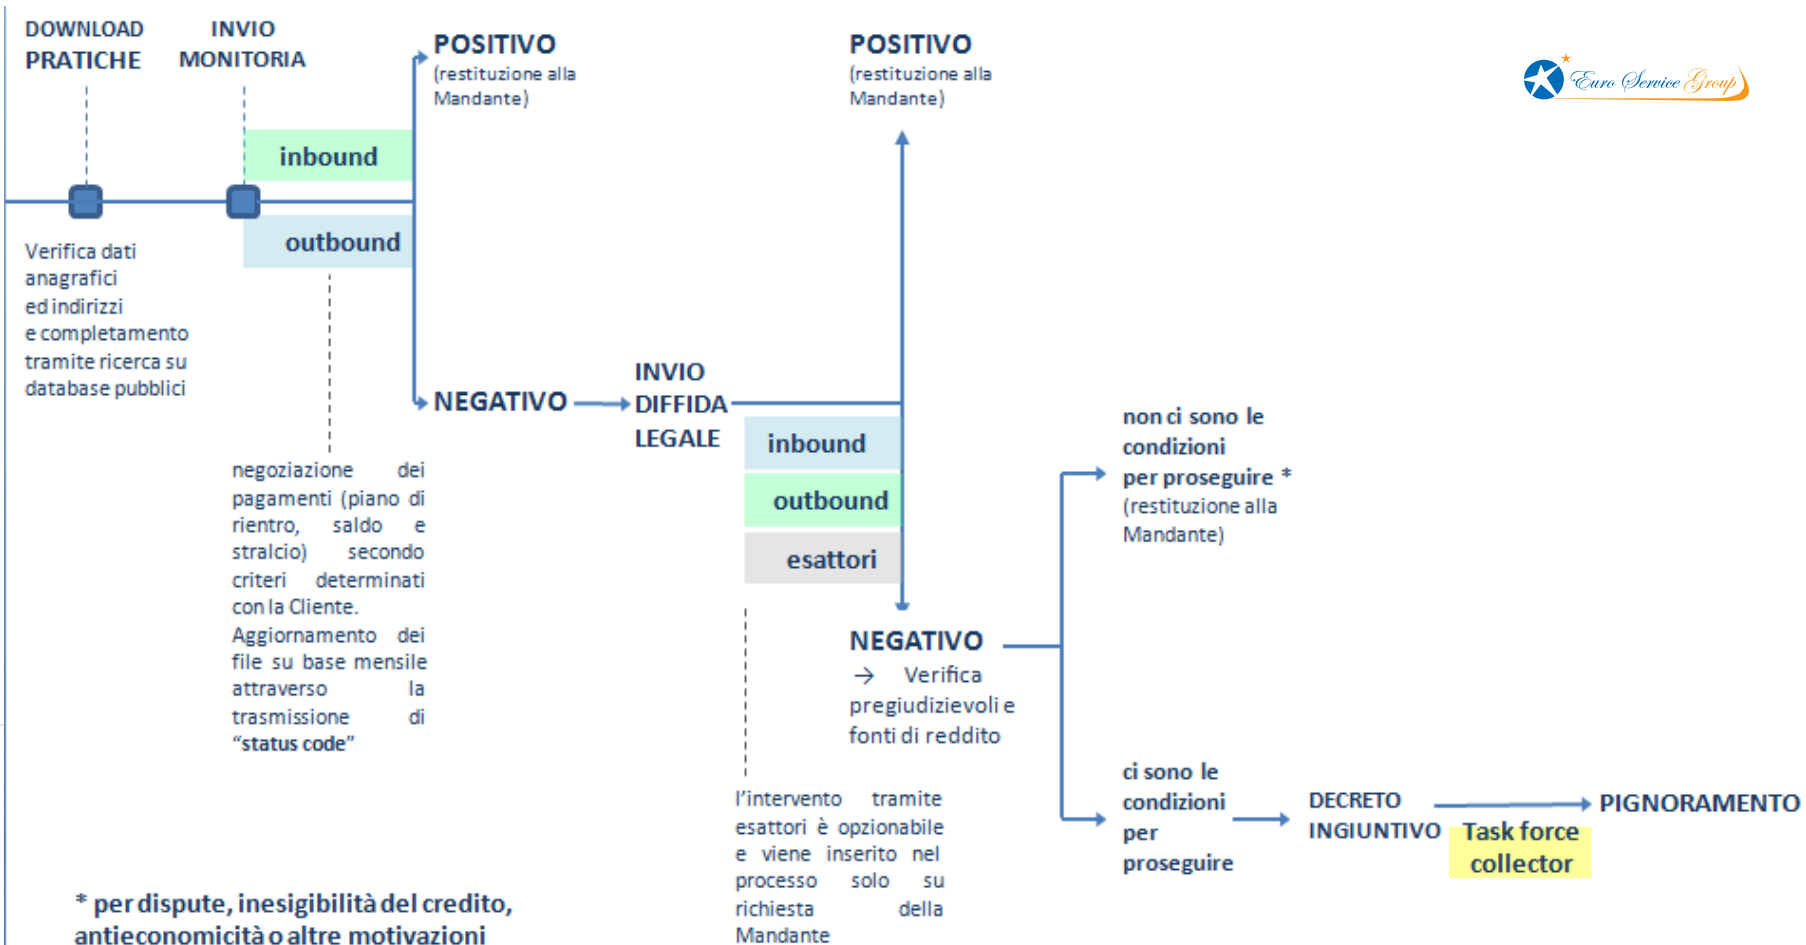 DOWNLOAD
PRATICHE
INVIO
MONITORIA
POSITIVO
(restituzione alla
Mandante)
POSITIVO
(restituzione alla
Mandante)
Euro Service Group
inbound
outbound
Verifica dati
anagrafici
ed indirizzi
e completamento
tramite ricerca su
database pubblici
NEGATIVO
INVIO
DIFFIDA
LEGALE
negoziazione dei
pagamenti (piano di
rientro, saldo e
stralcio) secondo
criteri determinati
con la Cliente.
Aggiornamento dei
file su base mensile
attraverso la
trasmissione di
“status code”
inbound
outbound
esattori
non ci sono le
condizioni
per proseguire *
(restituzione alla
Mandante)
NEGATIVO
→ Verifica
pregiudizievoli e
fonti di reddito
l’intervento tramite
esattori è opzionabile
e viene inserito nel
processo solo su
richiesta della
Mandante
ci sono le
condizioni
per
proseguire
DECRETO
INGIUNTIVO
Task force
collector
PIGNORAMENTO
* per dispute, inesigibilità del credito,
antieconomicità o altre motivazioni